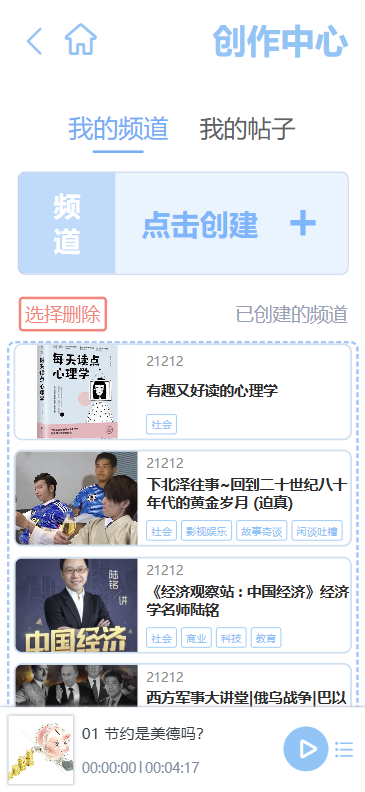 创作中心
我的频道 我的帖子
频道
点击创建 +
选择删除 已创建的频道
每天读点
心理学
21212
有趣又好读的心理学
社会
21212
下北泽往事~回到二十世纪八十
年代的黄金岁月 (迫真)
社会 影视娱乐 故事奇谈 闲谈吐槽
陆铭 讲
中国经济
21212
《经济观察站：中国经济》经济
学名师陆铭
社会 商业 科技 教育
21212
西方军事大讲堂|俄乌战争|巴以
01 节约是美德吗?
00:00:00|00:04:17